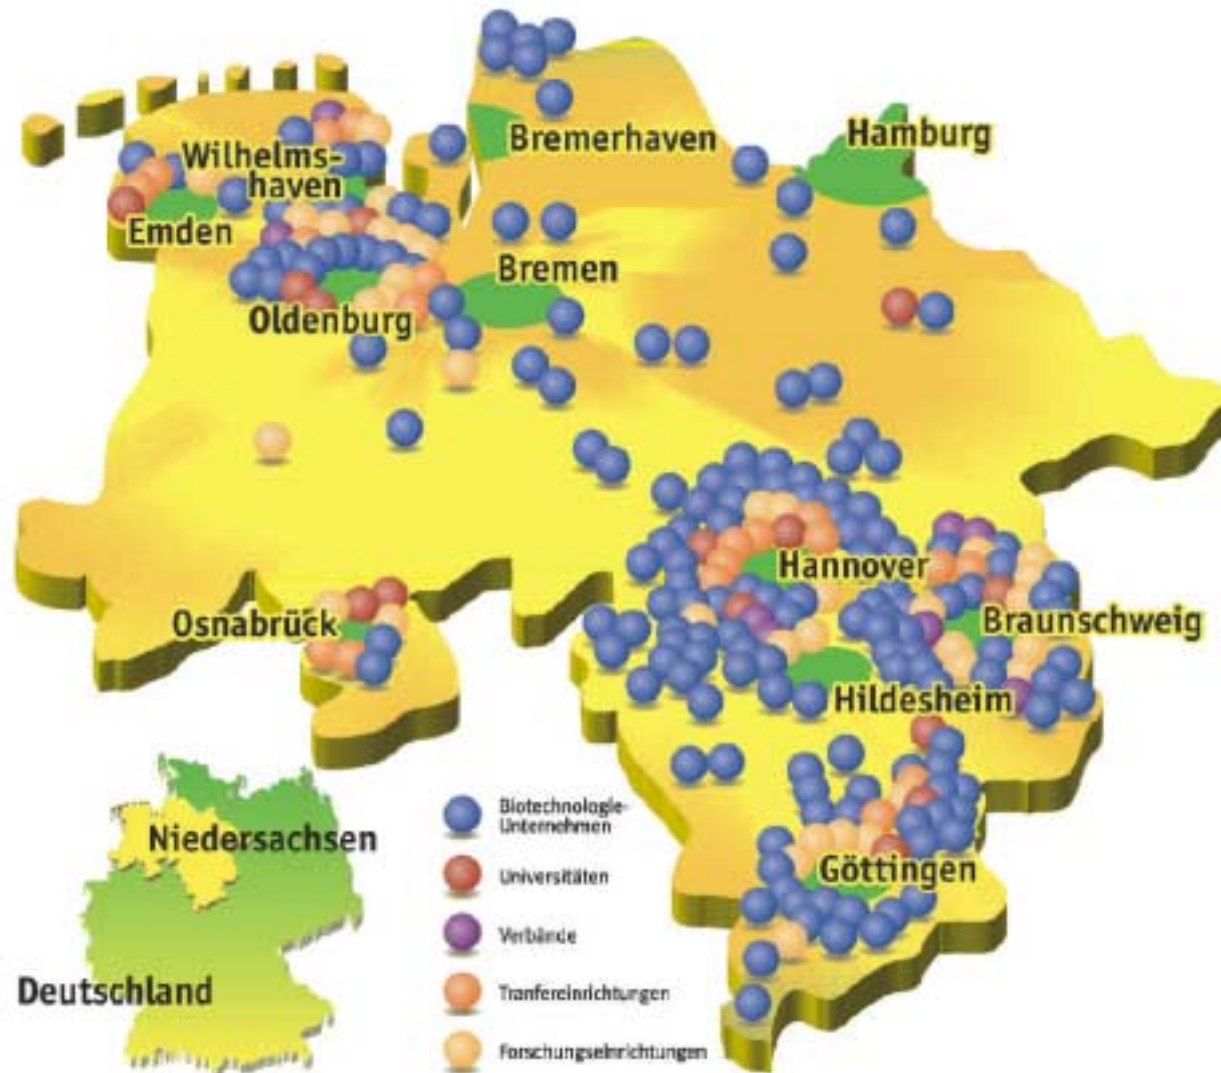 Bremerhaven
Hamburg
Wilhelms-
haven
Emden
Bremen
Oldenburg
Hannover
Osnabrück
Braunschweig
Hildesheim
Niedersachsen
Göttingen
Deutschland
Biotechnologie-
Unternehmen
Universitäten
Verbände
Tranfereinrichtungen
Forschungseinrichtungen